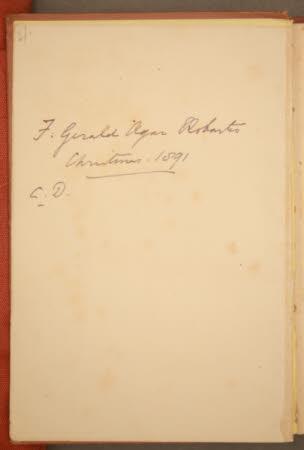 F. Gerald Agar Robartes
Christmas. 1891
C. D.